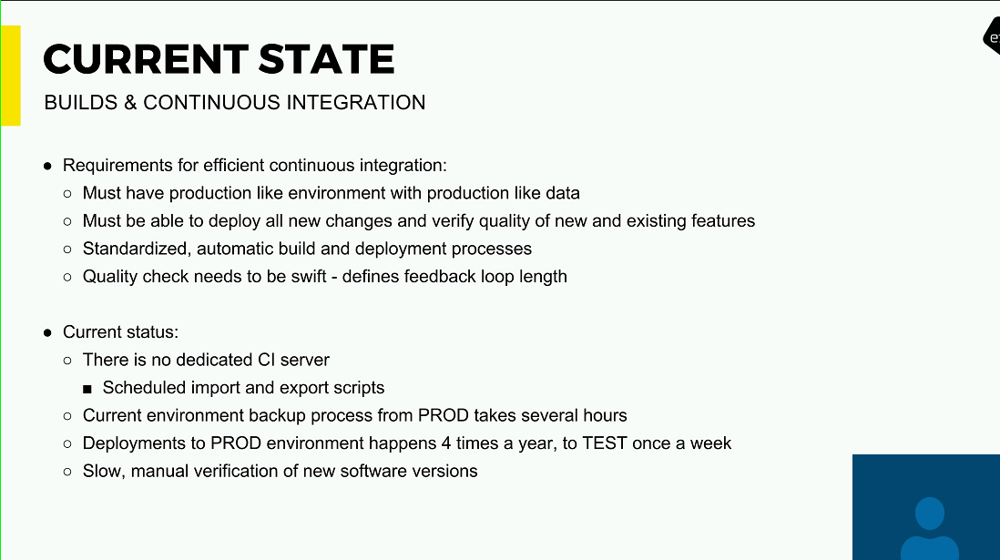 CURRENT STATE
BUILDS & CONTINUOUS INTEGRATION
● Requirements for efficient continuous integration:
○ Must have production like environment with production like data
○ Must be able to deploy all new changes and verify quality of new and existing features
○ Standardized, automatic build and deployment processes
○ Quality check needs to be swift - defines feedback loop length
● Current status:
○ There is no dedicated CI server
■ Scheduled import and export scripts
○ Current environment backup process from PROD takes several hours
○ Deployments to PROD environment happens 4 times a year, to TEST once a week
○ Slow, manual verification of new software versions